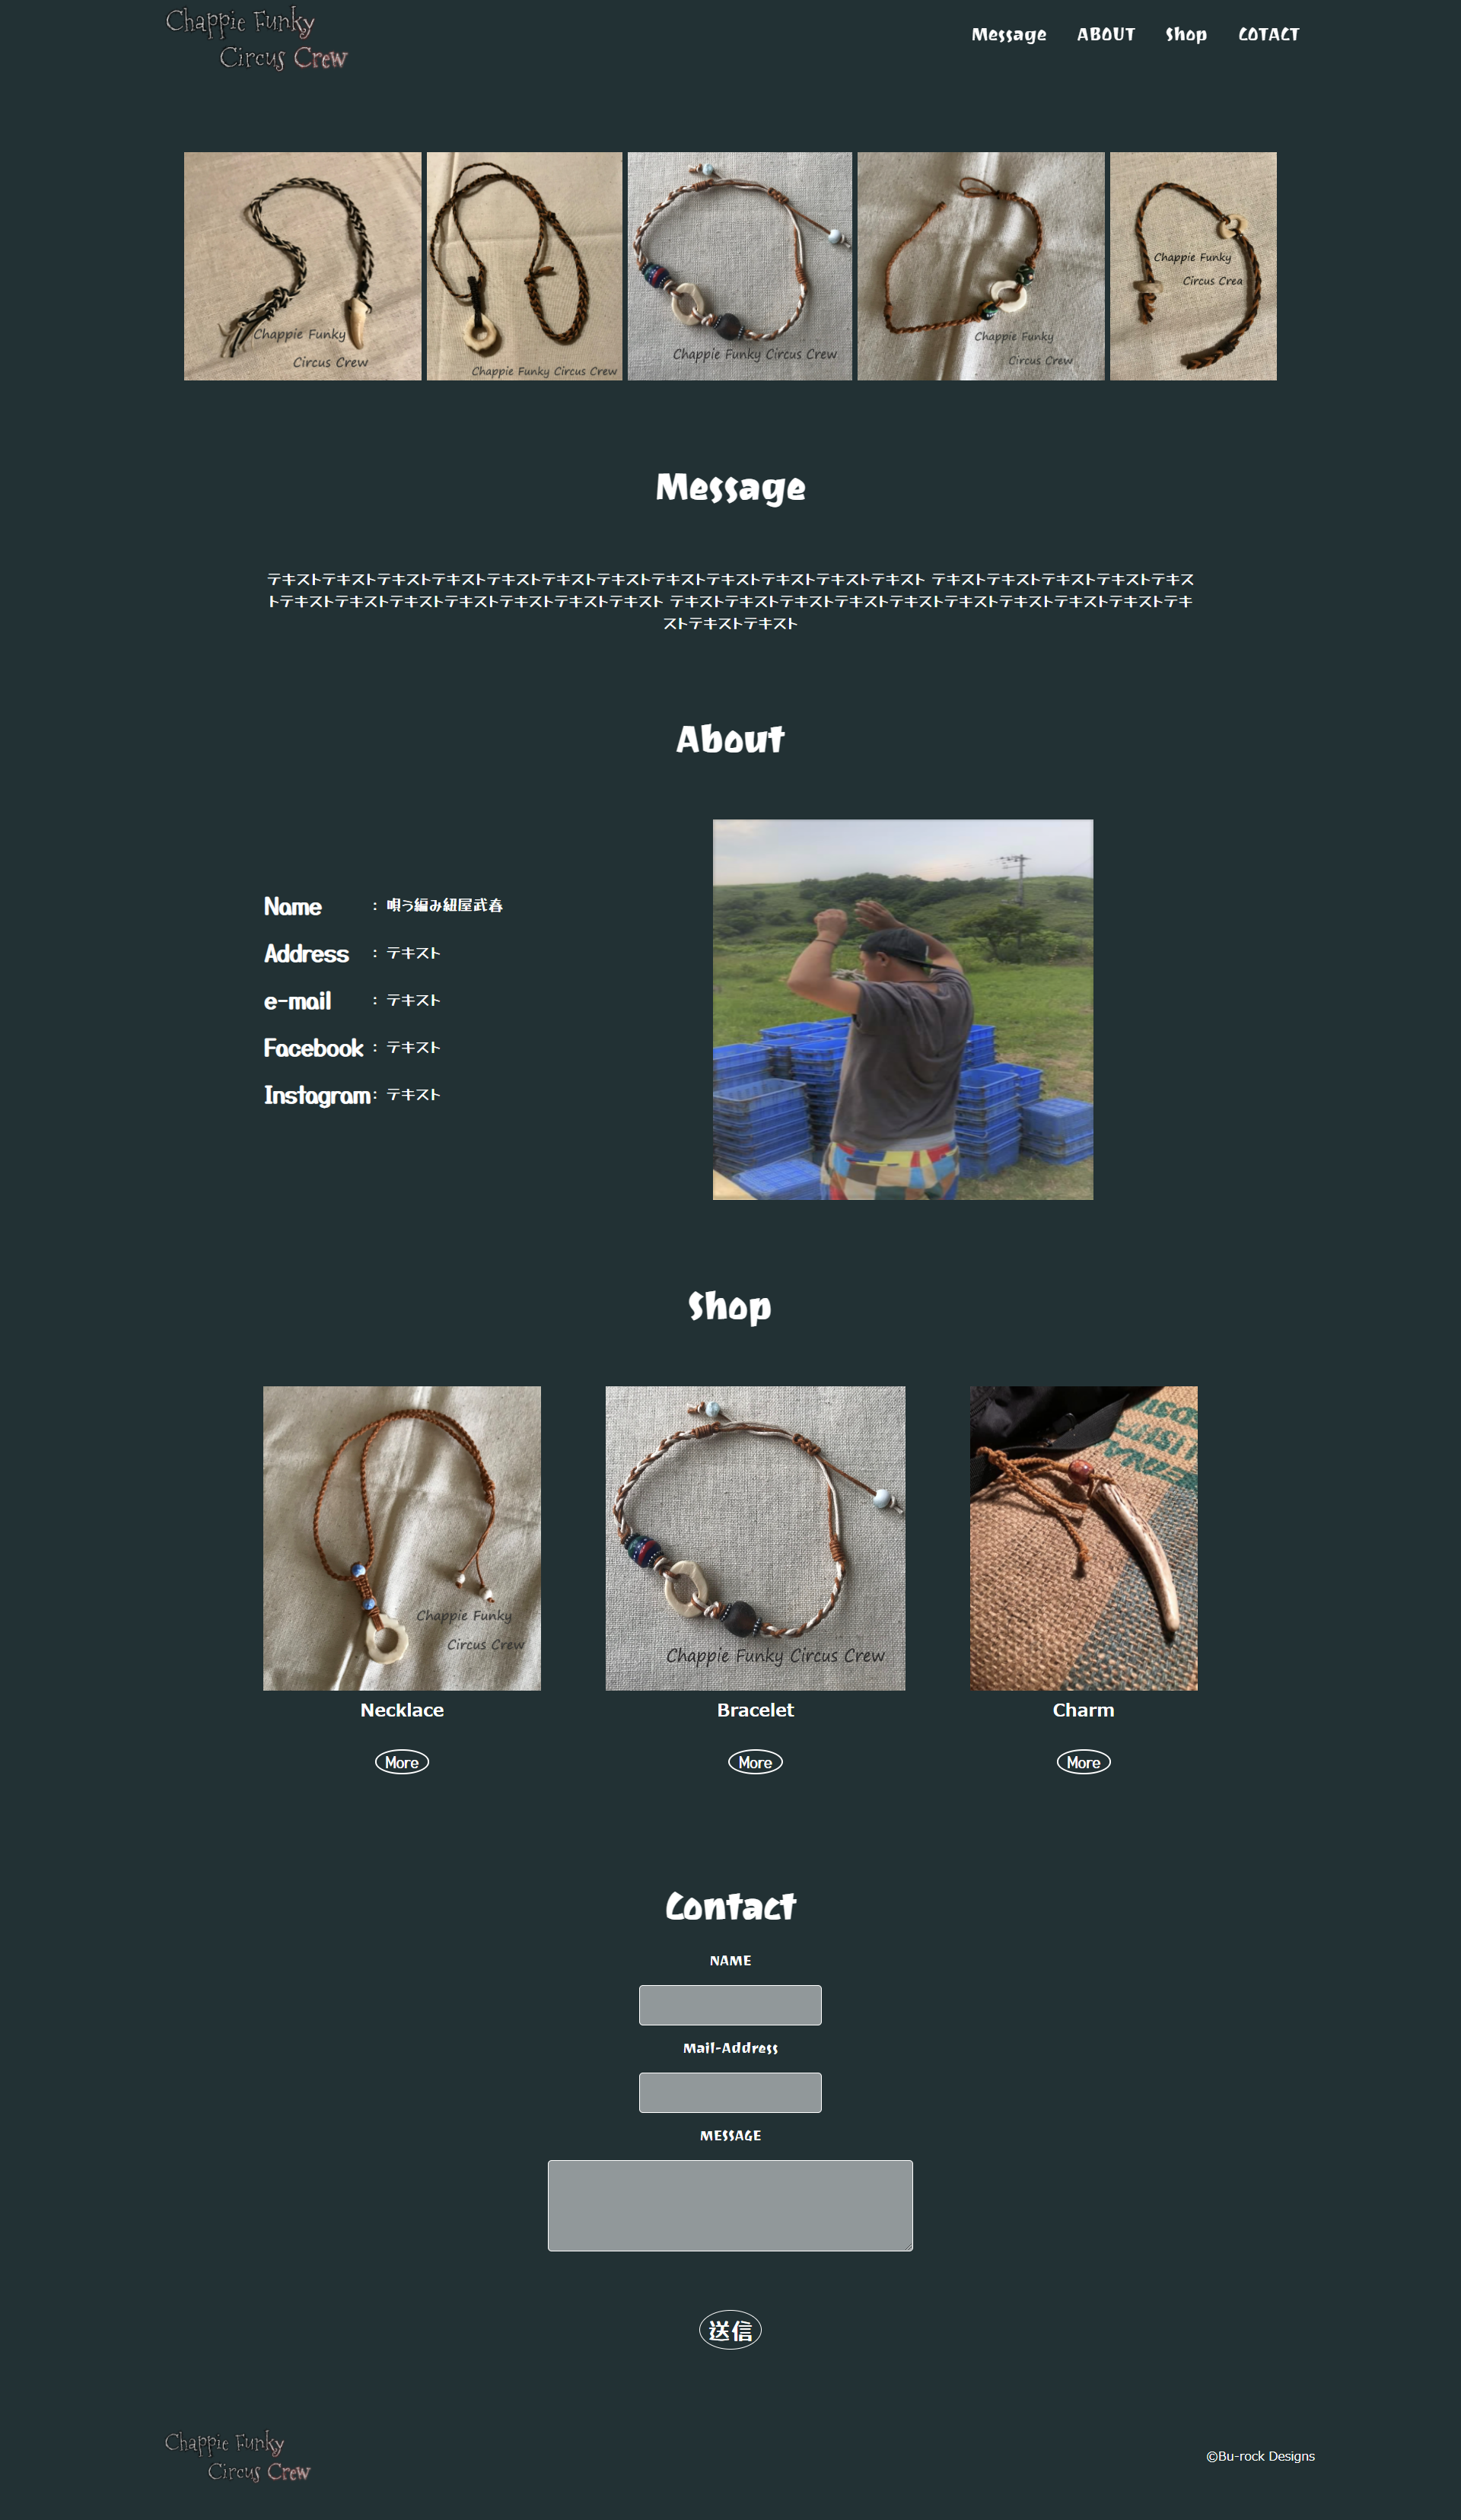 Chappie Funky
Circus Crew
Message ABOUT Shop COTACT
Chappie Funky
Circus Crew
Chappie Funky Circus Crew
Chappie Funky Circus Crew
Chappie Funky
Circus Crew
Chappie Funky
Circus Crea
Message
テキストテキストテキストテキストテキストテキストテキストテキストテキストテキストテキストテキスト テキストテキストテキストテキストテキス
トテキストテキストテキストテキストテキストテキストテキスト テキストテキストテキストテキストテキストテキストテキストテキストテキストテキ
ストテキストテキスト
About
Name : 唄う編み紐屋武春
Address : テキスト
e-mail : テキスト
Facebook : テキスト
Instagram : テキスト
Shop
Chappie Funky
Circus Crew
Chappie Funky Circus Crew
Necklace Bracelet Charm
More More More
Contact
NAME
Mail-Address
MESSAGE
送信
Chappie Funky
Circus Crew
©Bu-rock Designs